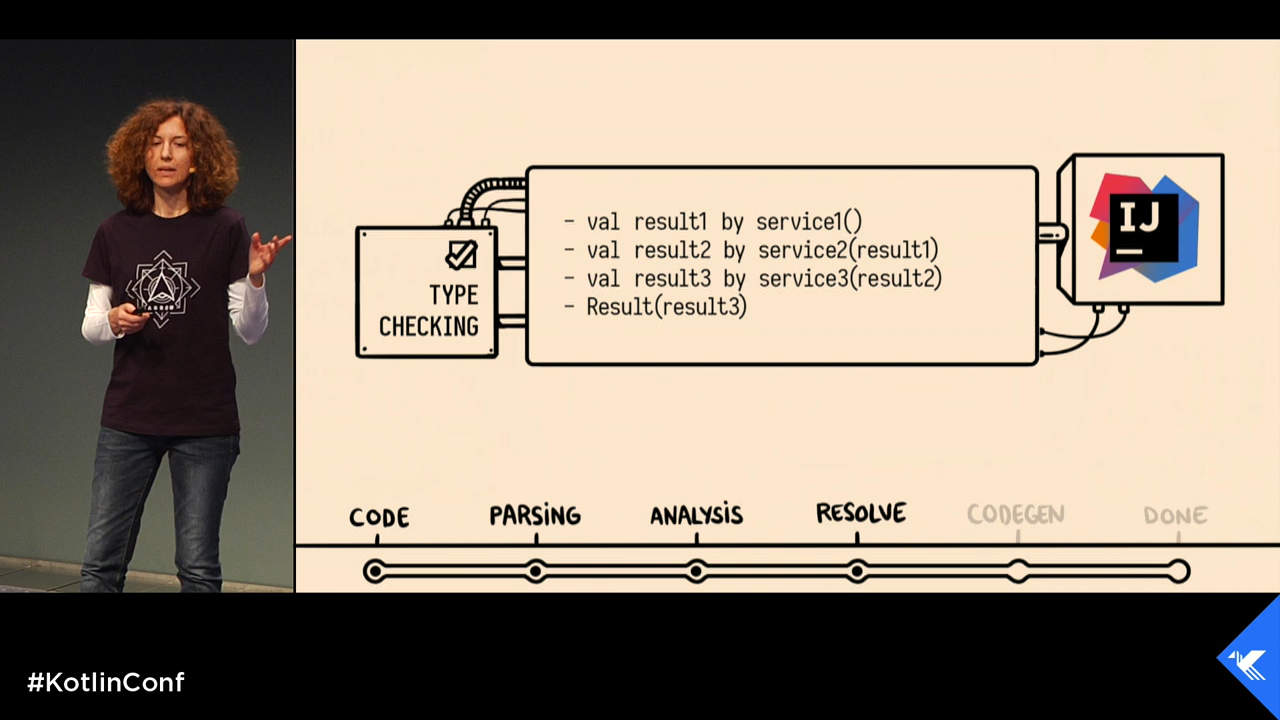 - val result1 by service1()
- val result2 by service2(result1)
- val result3 by service3(result2)
- Result(result3)
TYPE
CHECKING
IJ
CODE
PARSING
ANALYSIS
RESOLVE
CODEGEN
DONE
#KotlinConf